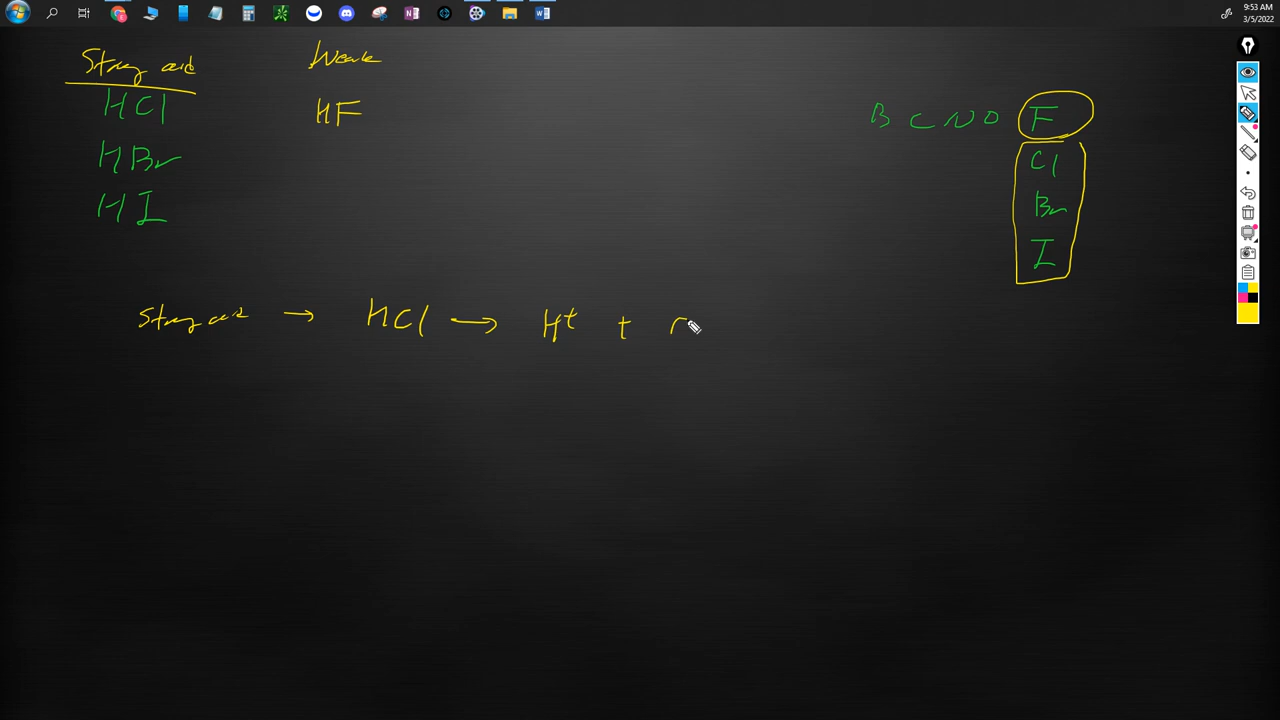 9:53 AM
3/5/2022
Strong acid
Weak
HCl
HF
HBr
HI
B C N O F
Cl
Br
I
Strong acid → HCl → H+ +